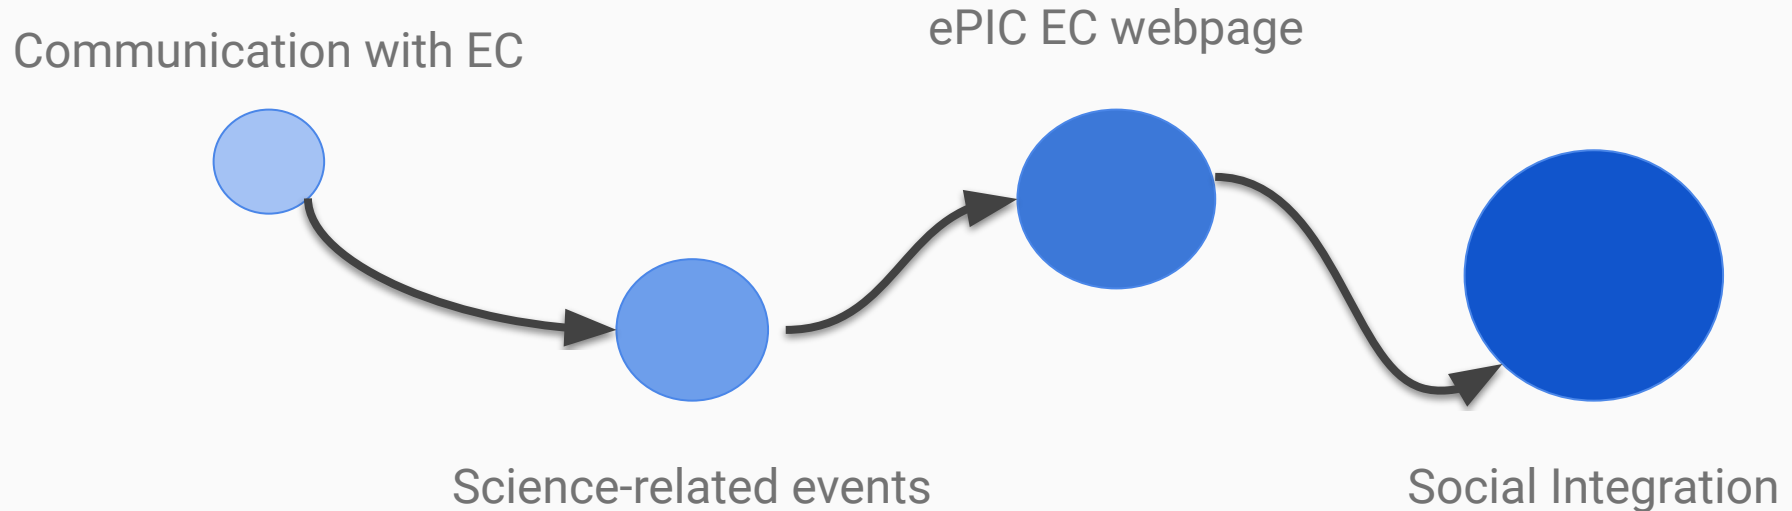 Communication with EC
ePIC EC webpage
Science-related events
Social Integration